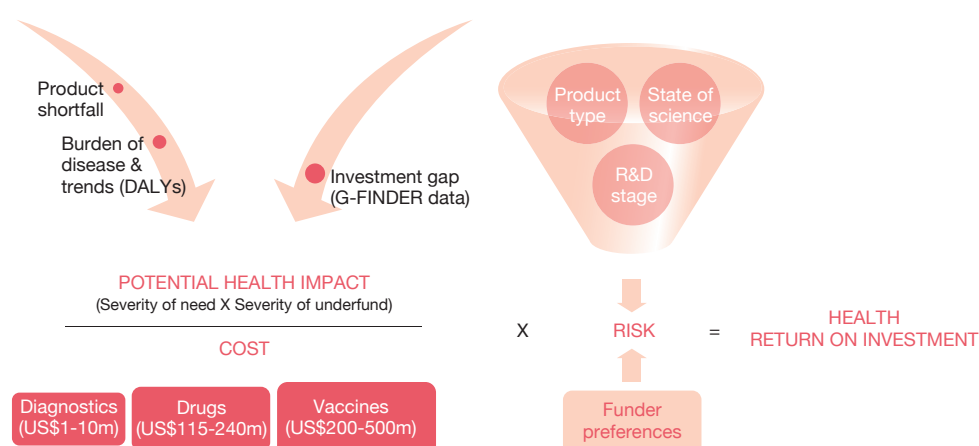 Product
shortfall
Burden of
disease &
trends (DALYs)
Investment gap
(G-FINDER data)
Product
type
State of
science
R&D
stage
POTENTIAL HEALTH IMPACT
(Severity of need X Severity of underfund)
COST
X
RISK
=
HEALTH
RETURN ON INVESTMENT
Diagnostics
(US$1-10m)
Drugs
(US$115-240m)
Vaccines
(US$200-500m)
Funder
preferences